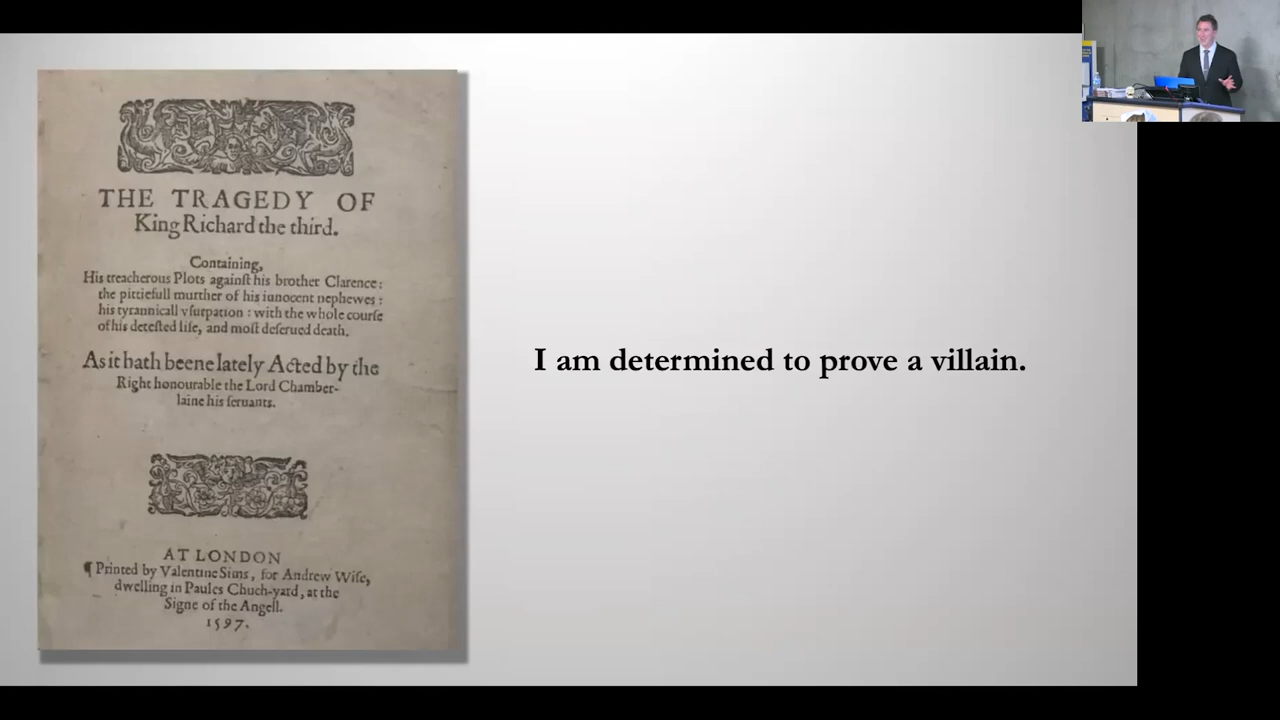 THE TRAGEDY OF
King Richard the third.
Containing,
His treacherous Plots againſt his brother Clarence:
the pittiefull murther of his innocent nephewes:
his tyrannicall vſurpation: with the whole courſe
of his deteſted life, and moſt deſerued death.
As it hath beene lately Acted by the
Right honourable the Lord Chamber-
laine his ſeruants.
AT LONDON
¶ Printed by Valentine Sims, for Andrew Wiſe,
dwelling in Paules Chuch-yard, at the
Signe of the Angell.
1597.
I am determined to prove a villain.